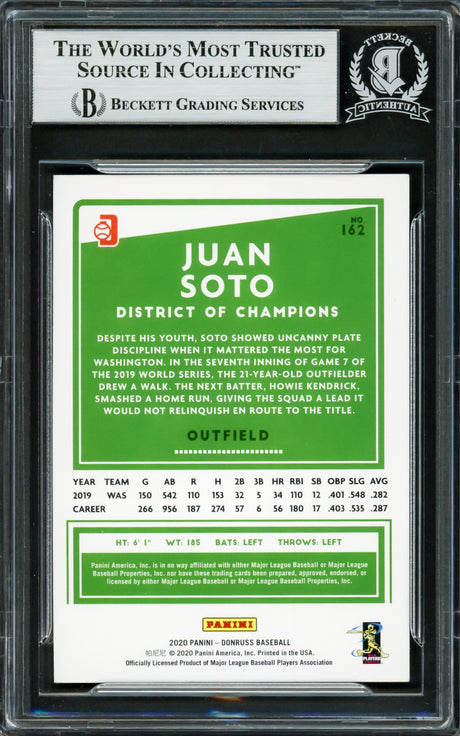 THE WORLD'S MOST TRUSTED
SOURCE IN COLLECTING™
B BECKETT GRADING SERVICES
BECKETT
AUTHENTIC
NO.
162
JUAN
SOTO
DISTRICT OF CHAMPIONS
DESPITE HIS YOUTH, SOTO SHOWED UNCANNY PLATE
DISCIPLINE WHEN IT MATTERED THE MOST FOR
WASHINGTON. IN THE SEVENTH INNING OF GAME 7 OF
THE 2019 WORLD SERIES, THE 21-YEAR-OLD OUTFIELDER
DREW A WALK. THE NEXT BATTER, HOWIE KENDRICK,
SMASHED A HOME RUN, GIVING THE SQUAD A LEAD IT
WOULD NOT RELINQUISH EN ROUTE TO THE TITLE.
OUTFIELD
YEAR TEAM G AB R H 2B 3B HR RBI SB OBP SLG AVG
2019 WAS 150 542 110 153 32 5 34 110 12 .401 .548 .282
CAREER 266 956 187 274 57 6 56 180 17 .403 .535 .287
HT: 6' 1" WT: 185 BATS: LEFT THROWS: LEFT
Panini America, Inc. is in no way affiliated with either Major League Baseball or Major League
Baseball Properties, Inc. nor have these trading cards been prepared, approved, endorsed, or
licensed by either Major League Baseball or Major League Baseball Properties, Inc.
PANINI
2020 PANINI – DONRUSS BASEBALL
帕尼尼 © 2020 Panini America, Inc. Printed in the USA.
Officially Licensed Product of Major League Baseball Players Association
PLAYERS